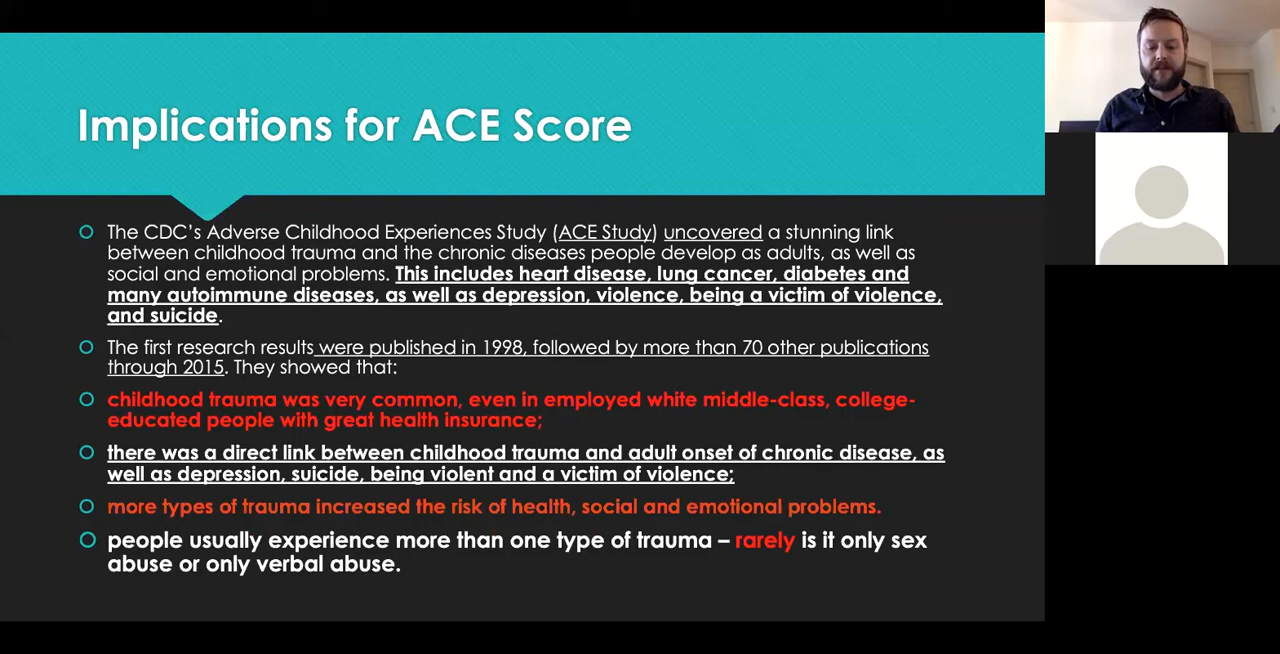 Implications for ACE Score
The CDC’s Adverse Childhood Experiences Study (ACE Study) uncovered a stunning link
between childhood trauma and the chronic diseases people develop as adults, as well as
social and emotional problems. This includes heart disease, lung cancer, diabetes and
many autoimmune diseases, as well as depression, violence, being a victim of violence,
and suicide.
The first research results were published in 1998, followed by more than 70 other publications
through 2015. They showed that:
childhood trauma was very common, even in employed white middle-class, college-
educated people with great health insurance;
there was a direct link between childhood trauma and adult onset of chronic disease, as
well as depression, suicide, being violent and a victim of violence;
more types of trauma increased the risk of health, social and emotional problems.
people usually experience more than one type of trauma – rarely is it only sex
abuse or only verbal abuse.